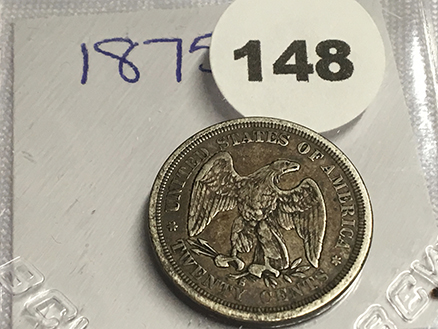 1875
148
UNITED STATES OF AMERICA
TWENTY CENTS